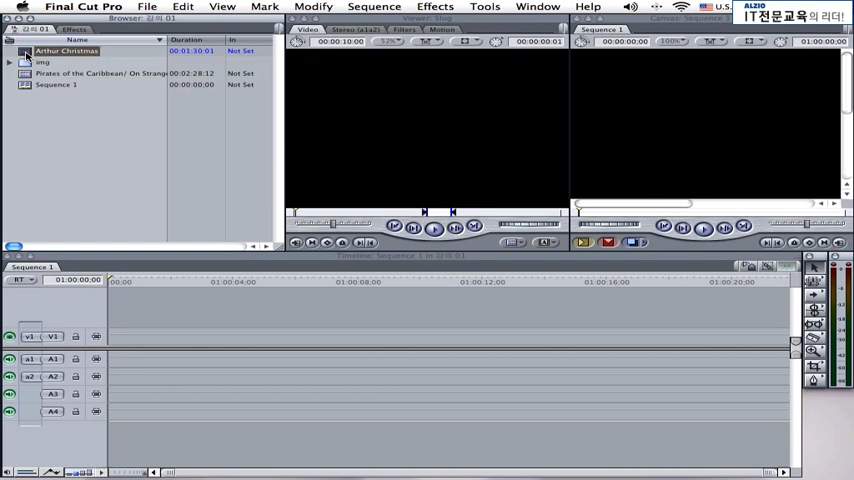 Final Cut Pro File Edit View Mark Modify Sequence Effects Tools Window U.S.
ALZIO
IT전문교육의 리더!
Browser: 강의 01
Viewer: Slug
Canvas: Sequence 1
강의 01 Effects
Video Stereo (a1a2) Filters Motion
Sequence 1
00:00:10:00 52% 00:00:00:01
00:00:00:00 100% 01:00:00:00
Name Duration In
Arthur Christmas 00:01:30:01 Not Set
img
Pirates of the Caribbean/ On Strang 00:02:28:12 Not Set
Sequence 1 00:00:00;00 Not Set
Timeline: Sequence 1 in 강의 01
Sequence 1
RT 01:00:00;00
00;00 01:00:04;00 01:00:08;00 01:00:12;00 01:00:16;00 01:00:20;00
v1 V1
a1 A1
a2 A2
A3
A4